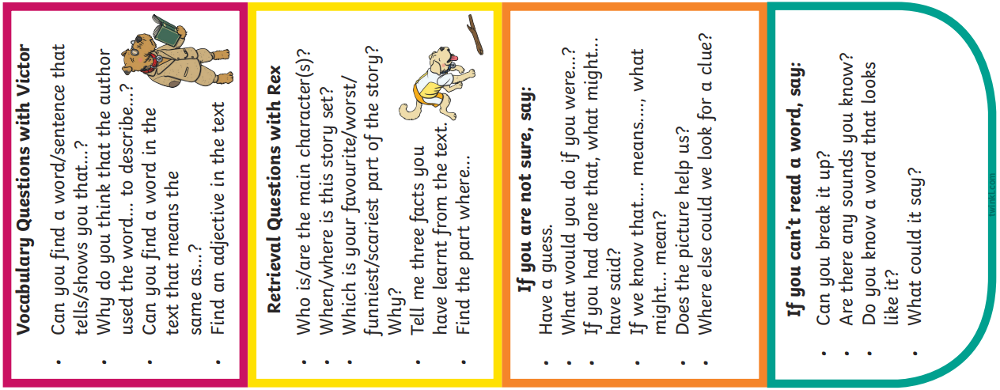 Vocabulary Questions with Victor
• Can you find a word/sentence that
tells/shows you that...?
• Why do you think that the author
used the word... to describe...?
• Can you find a word in the
text that means the
same as...?
• Find an adjective in the text
Retrieval Questions with Rex
• Who is/are the main character(s)?
• When/where is this story set?
• Which is your favourite/worst/
funniest/scariest part of the story?
Why?
• Tell me three facts you
have learnt from the text.
• Find the part where...
If you are not sure, say:
• Have a guess.
• What would you do if you were...?
• If you had done that, what might...
have said?
• If we know that.... means...., what
might... mean?
• Does the picture help us?
• Where else could we look for a clue?
If you can't read a word, say:
• Can you break it up?
• Are there any sounds you know?
• Do you know a word that looks
like it?
• What could it say?
twinkl.com